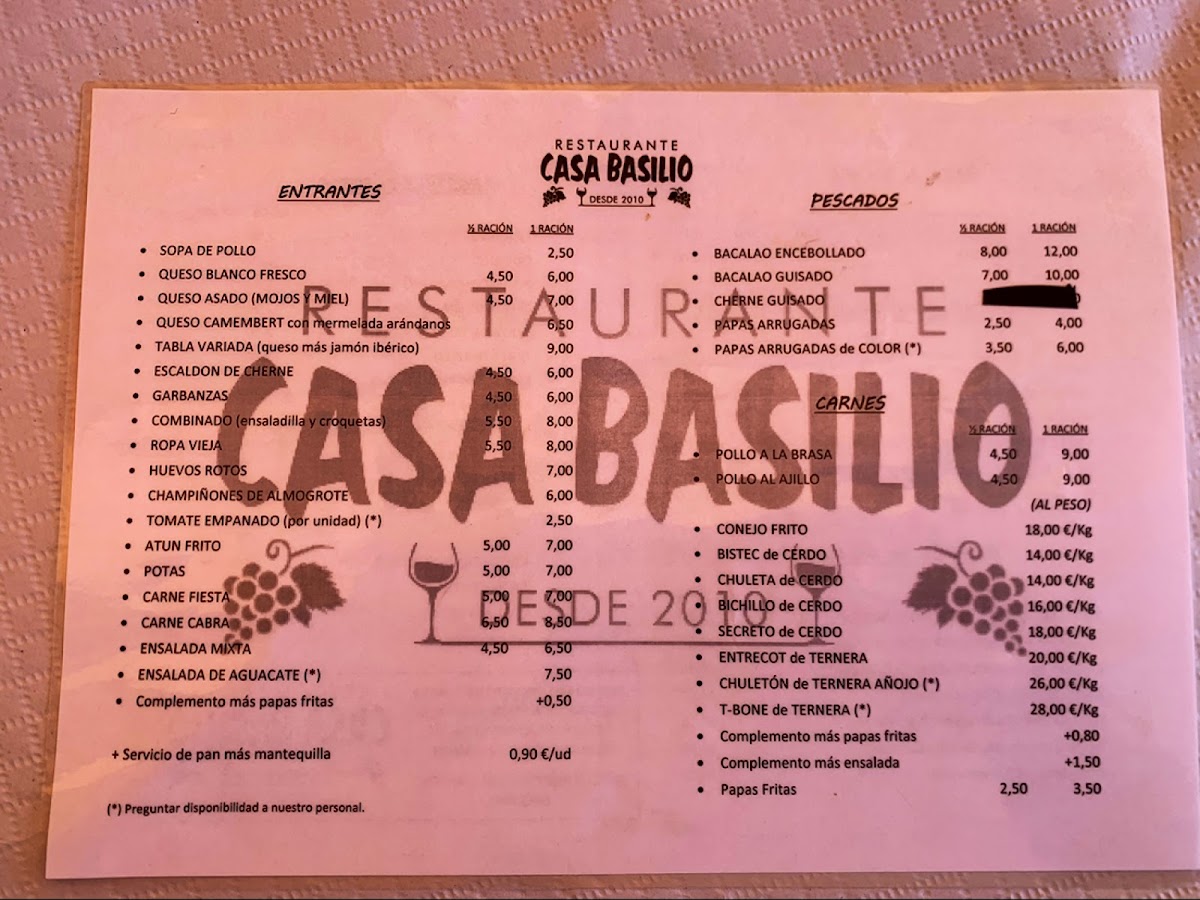 RESTAURANTE
CASA BASILIO
DESDE 2010
ENTRANTES
½ RACIÓN 1 RACIÓN
• SOPA DE POLLO 2,50
• QUESO BLANCO FRESCO 4,50 6,00
• QUESO ASADO (MOJOS Y MIEL) 4,50 7,00
• QUESO CAMEMBERT con mermelada arándanos 6,50
• TABLA VARIADA (queso más jamón ibérico) 9,00
• ESCALDON DE CHERNE 4,50 6,00
• GARBANZAS 4,50 6,00
• COMBINADO (ensaladilla y croquetas) 5,50 8,00
• ROPA VIEJA 5,50 8,00
• HUEVOS ROTOS 7,00
• CHAMPIÑONES DE ALMOGROTE 6,00
• TOMATE EMPANADO (por unidad) (*) 2,50
• ATUN FRITO 5,00 7,00
• POTAS 5,00 7,00
• CARNE FIESTA 5,00 7,00
• CARNE CABRA 6,50 8,50
• ENSALADA MIXTA 4,50 6,50
• ENSALADA DE AGUACATE (*) 7,50
• Complemento más papas fritas +0,50
+ Servicio de pan más mantequilla 0,90 €/ud
(*) Preguntar disponibilidad a nuestro personal.
PESCADOS
½ RACIÓN 1 RACIÓN
• BACALAO ENCEBOLLADO 8,00 12,00
• BACALAO GUISADO 7,00 10,00
• CHERNE GUISADO
• PAPAS ARRUGADAS 2,50 4,00
• PAPAS ARRUGADAS de COLOR (*) 3,50 6,00
CARNES
½ RACIÓN 1 RACIÓN
• POLLO A LA BRASA 4,50 9,00
• POLLO AL AJILLO 4,50 9,00
(AL PESO)
• CONEJO FRITO 18,00 €/Kg
• BISTEC de CERDO 14,00 €/Kg
• CHULETA de CERDO 14,00 €/Kg
• BICHILLO de CERDO 16,00 €/Kg
• SECRETO de CERDO 18,00 €/Kg
• ENTRECOT de TERNERA 20,00 €/Kg
• CHULETÓN de TERNERA AÑOJO (*) 26,00 €/Kg
• T-BONE de TERNERA (*) 28,00 €/Kg
• Complemento más papas fritas +0,80
• Complemento más ensalada +1,50
• Papas Fritas 2,50 3,50
RESTAURANTE
CASA BASILIO
DESDE 2010